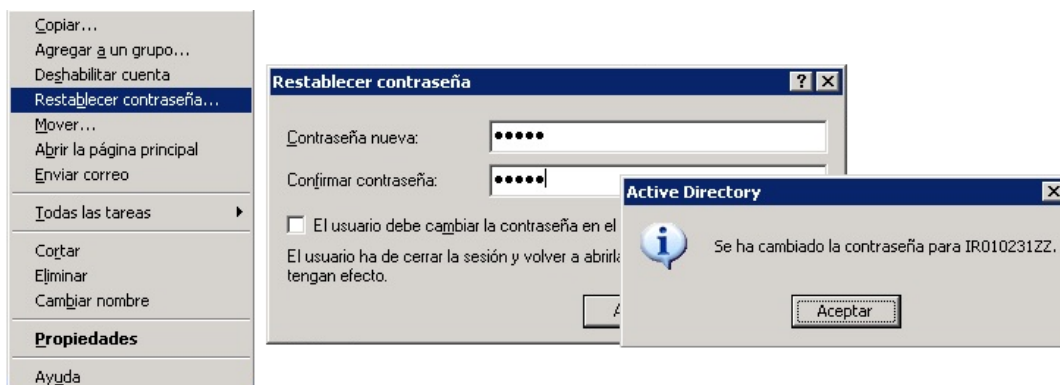 Copiar...
Agregar a un grupo...
Deshabilitar cuenta
Restablecer contraseña...
Mover...
Abrir la página principal
Enviar correo
Todas las tareas
Cortar
Eliminar
Cambiar nombre
Propiedades
Ayuda
Restablecer contraseña
Contraseña nueva:
Confirmar contraseña:
El usuario debe cambiar la contraseña en el
El usuario ha de cerrar la sesión y volver a abrirla
tengan efecto.
Active Directory
Se ha cambiado la contraseña para IR010231ZZ.
Aceptar